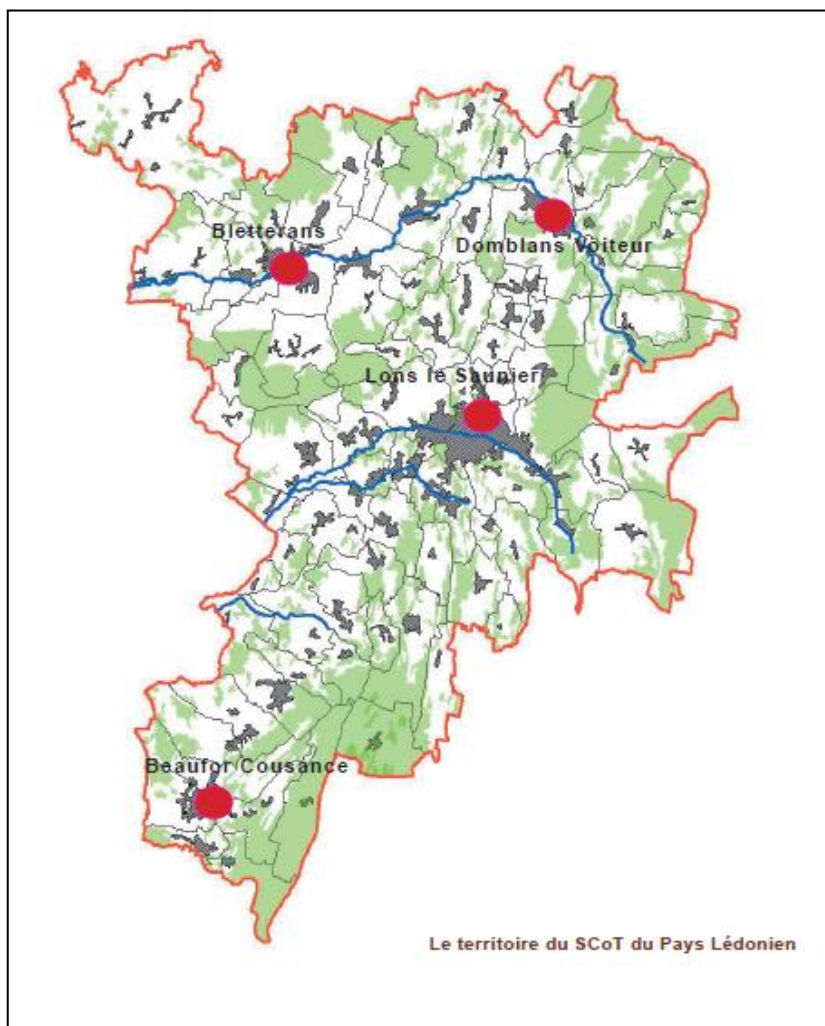 Bletterans
Domblans Voiteur
Lons le Saunier
Beaufor Cousance
Le territoire du SCoT du Pays Lédonien